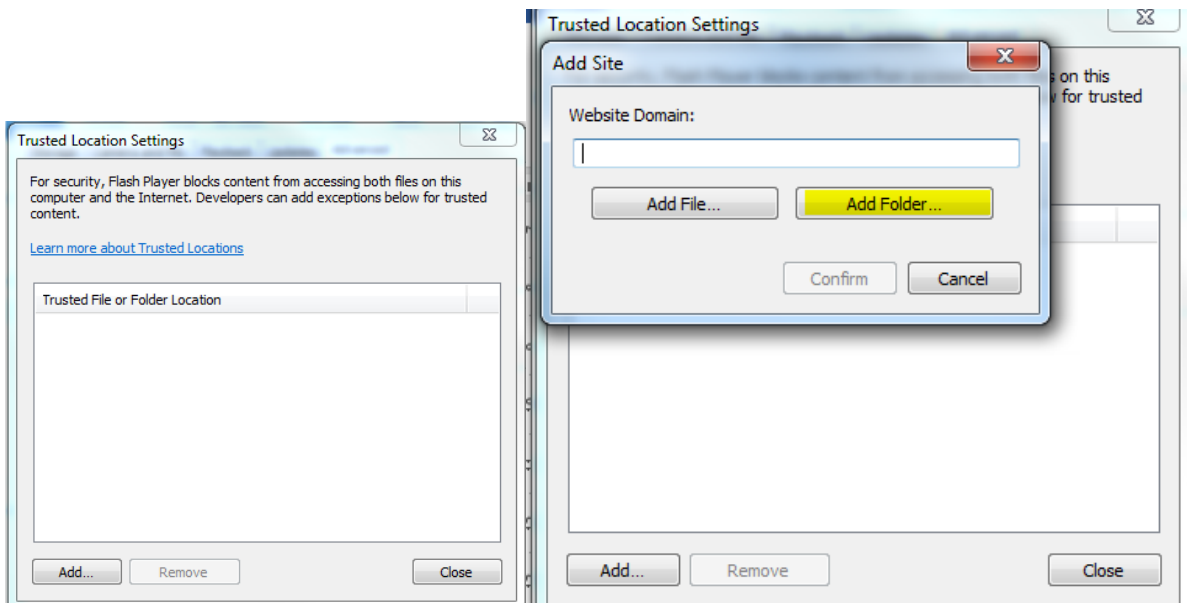 Trusted Location Settings
For security, Flash Player blocks content from accessing both files on this
computer and the Internet. Developers can add exceptions below for trusted
content.
Learn more about Trusted Locations
Trusted File or Folder Location
Add...
Remove
Close
Trusted Location Settings
Add Site
s on this
w for trusted
Website Domain:
Add File...
Add Folder...
Confirm
Cancel
Add...
Remove
Close